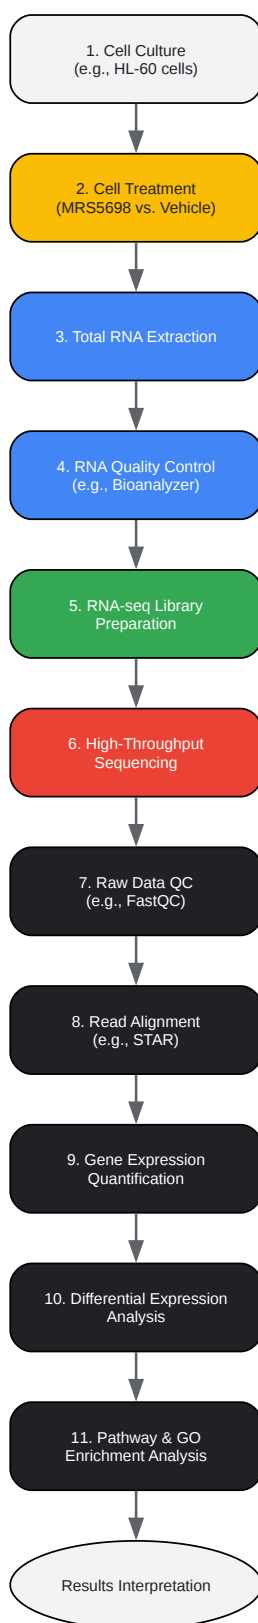 1. Cell Culture
(e.g., HL-60 cells)
2. Cell Treatment
(MRS5698 vs. Vehicle)
3. Total RNA Extraction
4. RNA Quality Control
(e.g., Bioanalyzer)
5. RNA-seq Library
Preparation
6. High-Throughput
Sequencing
7. Raw Data QC
(e.g., FastQC)
8. Read Alignment
(e.g., STAR)
9. Gene Expression
Quantification
10. Differential Expression
Analysis
11. Pathway & GO
Enrichment Analysis
Results Interpretation